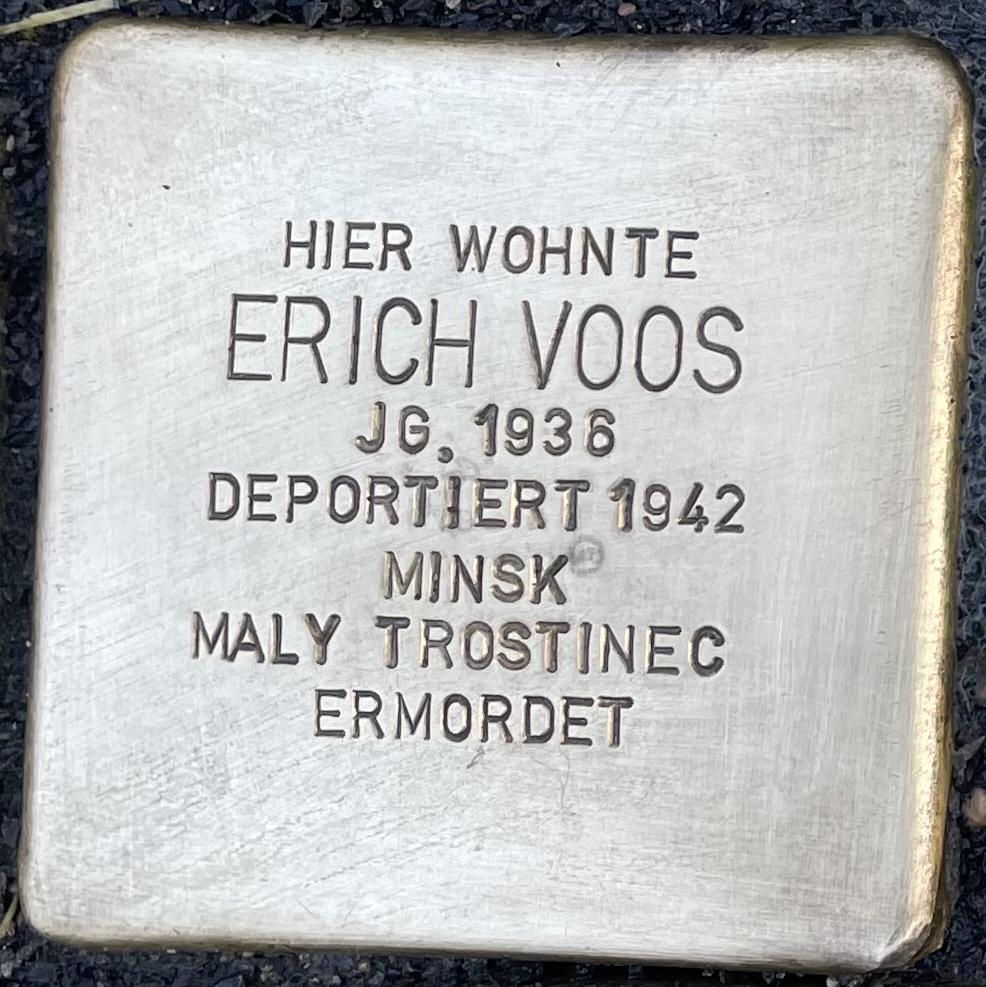 HIER WOHNTE
ERICH VOOS
JG. 1936
DEPORTIERT 1942
MINSK
MALY TROSTINEC
ERMORDET